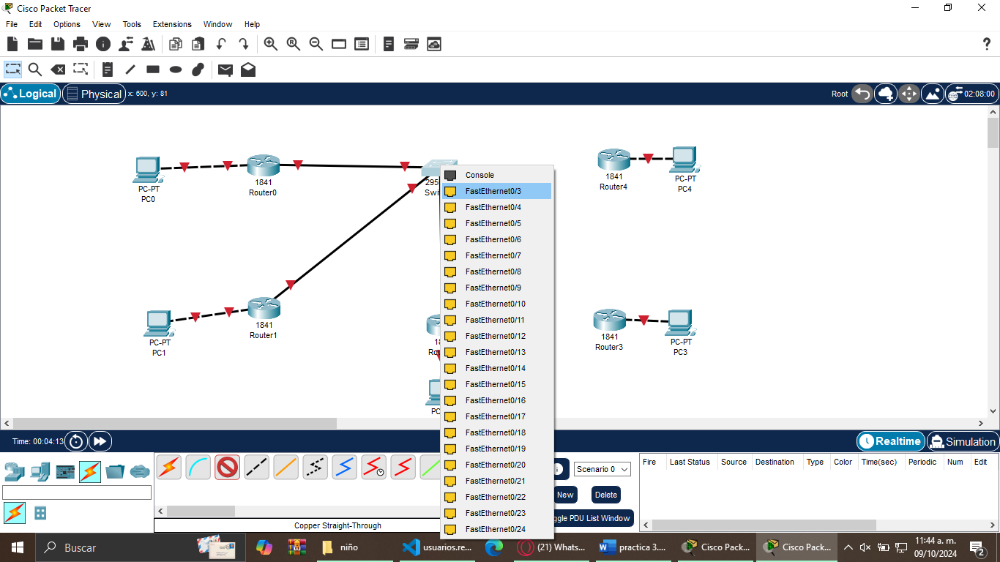 Cisco Packet Tracer
File Edit Options View Tools Extensions Window Help
Logical Physical x: 600, y: 81 Root 02:08:00
PC-PT
PC0
1841
Router0
295
Swi
1841
Router4
PC-PT
PC4
PC-PT
PC1
1841
Router1
1841
Router3
PC-PT
PC3
Console
FastEthernet0/3
FastEthernet0/4
FastEthernet0/5
FastEthernet0/6
FastEthernet0/7
FastEthernet0/8
FastEthernet0/9
FastEthernet0/10
FastEthernet0/11
FastEthernet0/12
FastEthernet0/13
FastEthernet0/14
FastEthernet0/15
FastEthernet0/16
FastEthernet0/17
FastEthernet0/18
FastEthernet0/19
FastEthernet0/20
FastEthernet0/21
FastEthernet0/22
FastEthernet0/23
FastEthernet0/24
Time: 00:04:13 Realtime Simulation
Scenario 0
New Delete
ggle PDU List Window
Fire Last Status Source Destination Type Color Time(sec) Periodic Num Edit
Copper Straight-Through
Buscar niño usuarios.re... (21) Whats... practica 3.... Cisco Pack... Cisco Pack...
11:44 a. m.
09/10/2024
2